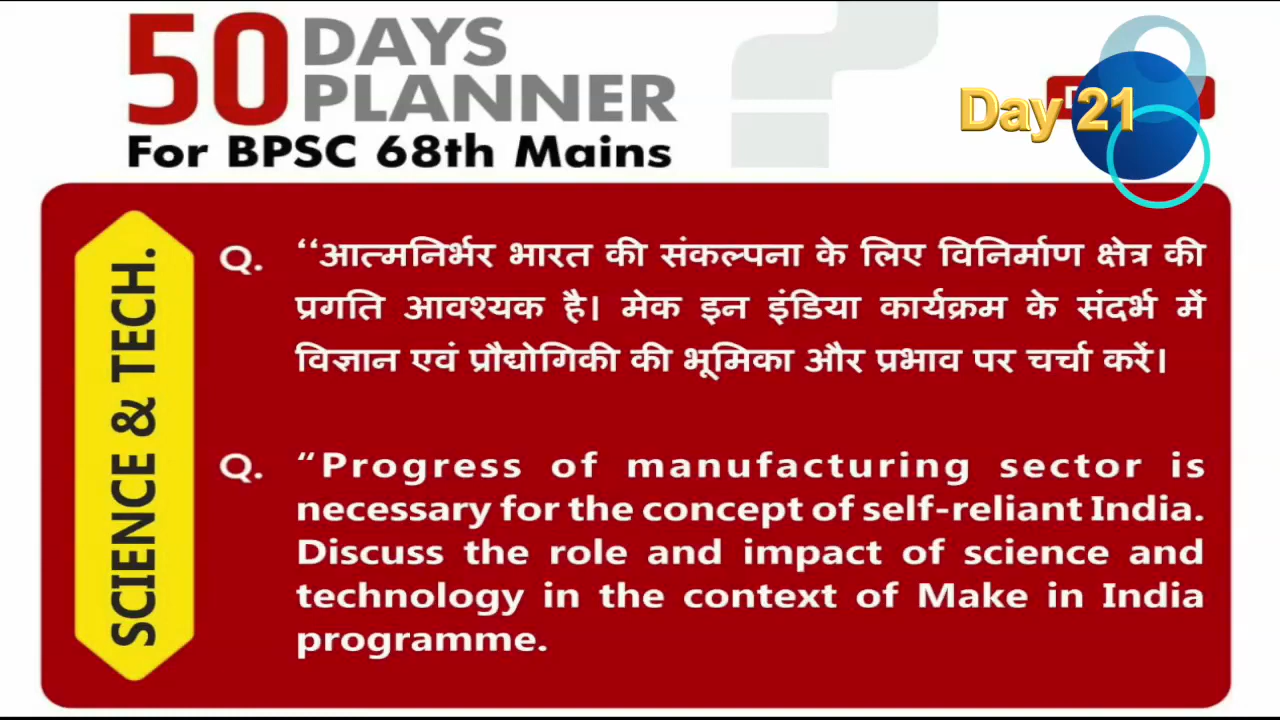 50 DAYS
PLANNER
For BPSC 68th Mains
Day 21
SCIENCE & TECH.
Q. ‘‘आत्मनिर्भर भारत की संकल्पना के लिए विनिर्माण क्षेत्र की
प्रगति आवश्यक है। मेक इन इंडिया कार्यक्रम के संदर्भ में
विज्ञान एवं प्रौद्योगिकी की भूमिका और प्रभाव पर चर्चा करें।
Q. “Progress of manufacturing sector is
necessary for the concept of self-reliant India.
Discuss the role and impact of science and
technology in the context of Make in India
programme.